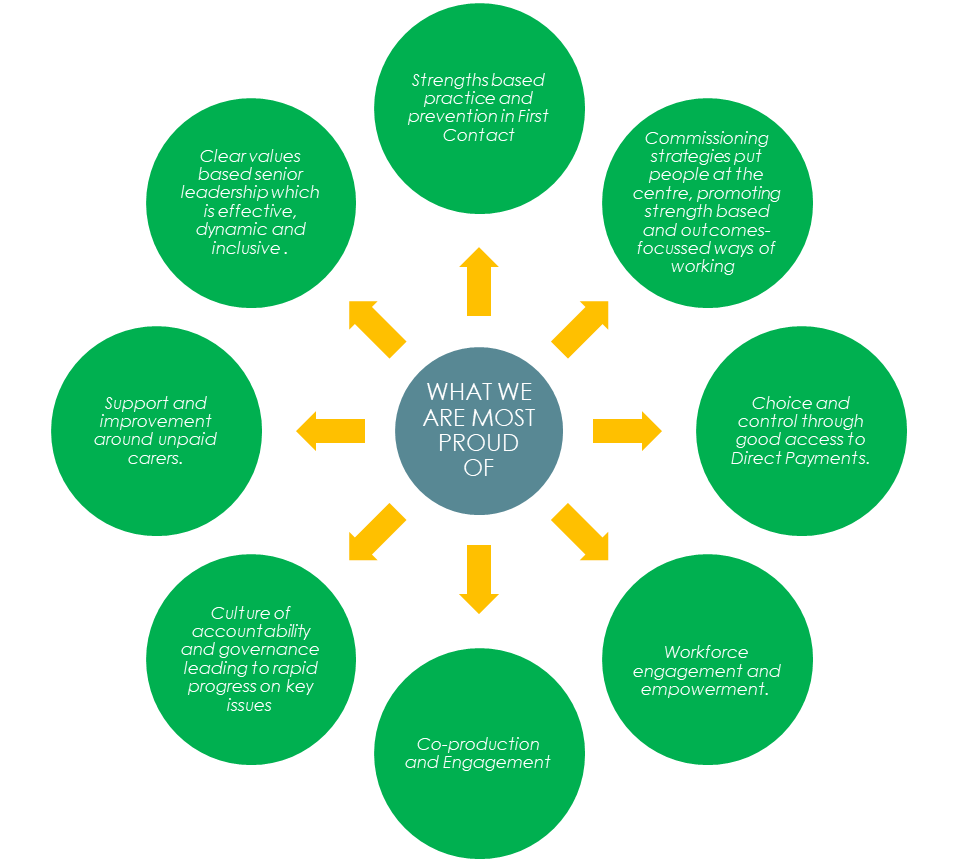 Strengths based
practice and
prevention in First
Contact
Commissioning
strategies put
people at the
centre, promoting
strength based
and outcomes-
focussed ways of
working
Choice and
control through
good access to
Direct Payments.
Workforce
engagement and
empowerment.
Co-production
and Engagement
Culture of
accountability
and governance
leading to rapid
progress on key
issues
Support and
improvement
around unpaid
carers.
Clear values
based senior
leadership which
is effective,
dynamic and
inclusive .
WHAT WE
ARE MOST
PROUD
OF